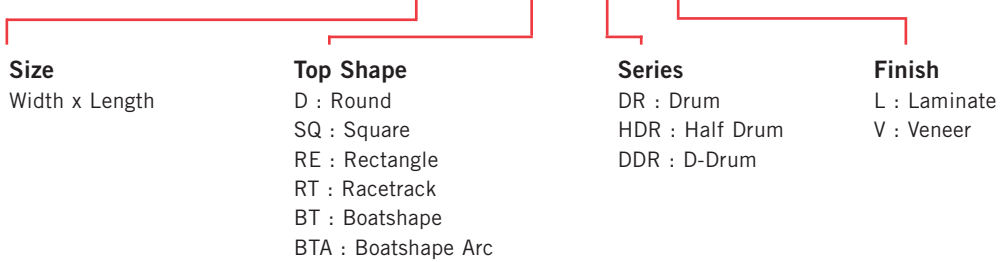 Size
Width x Length
Top Shape
D : Round
SQ : Square
RE : Rectangle
RT : Racetrack
BT : Boatshape
BTA : Boatshape Arc
Series
DR : Drum
HDR : Half Drum
DDR : D-Drum
Finish
L : Laminate
V : Veneer